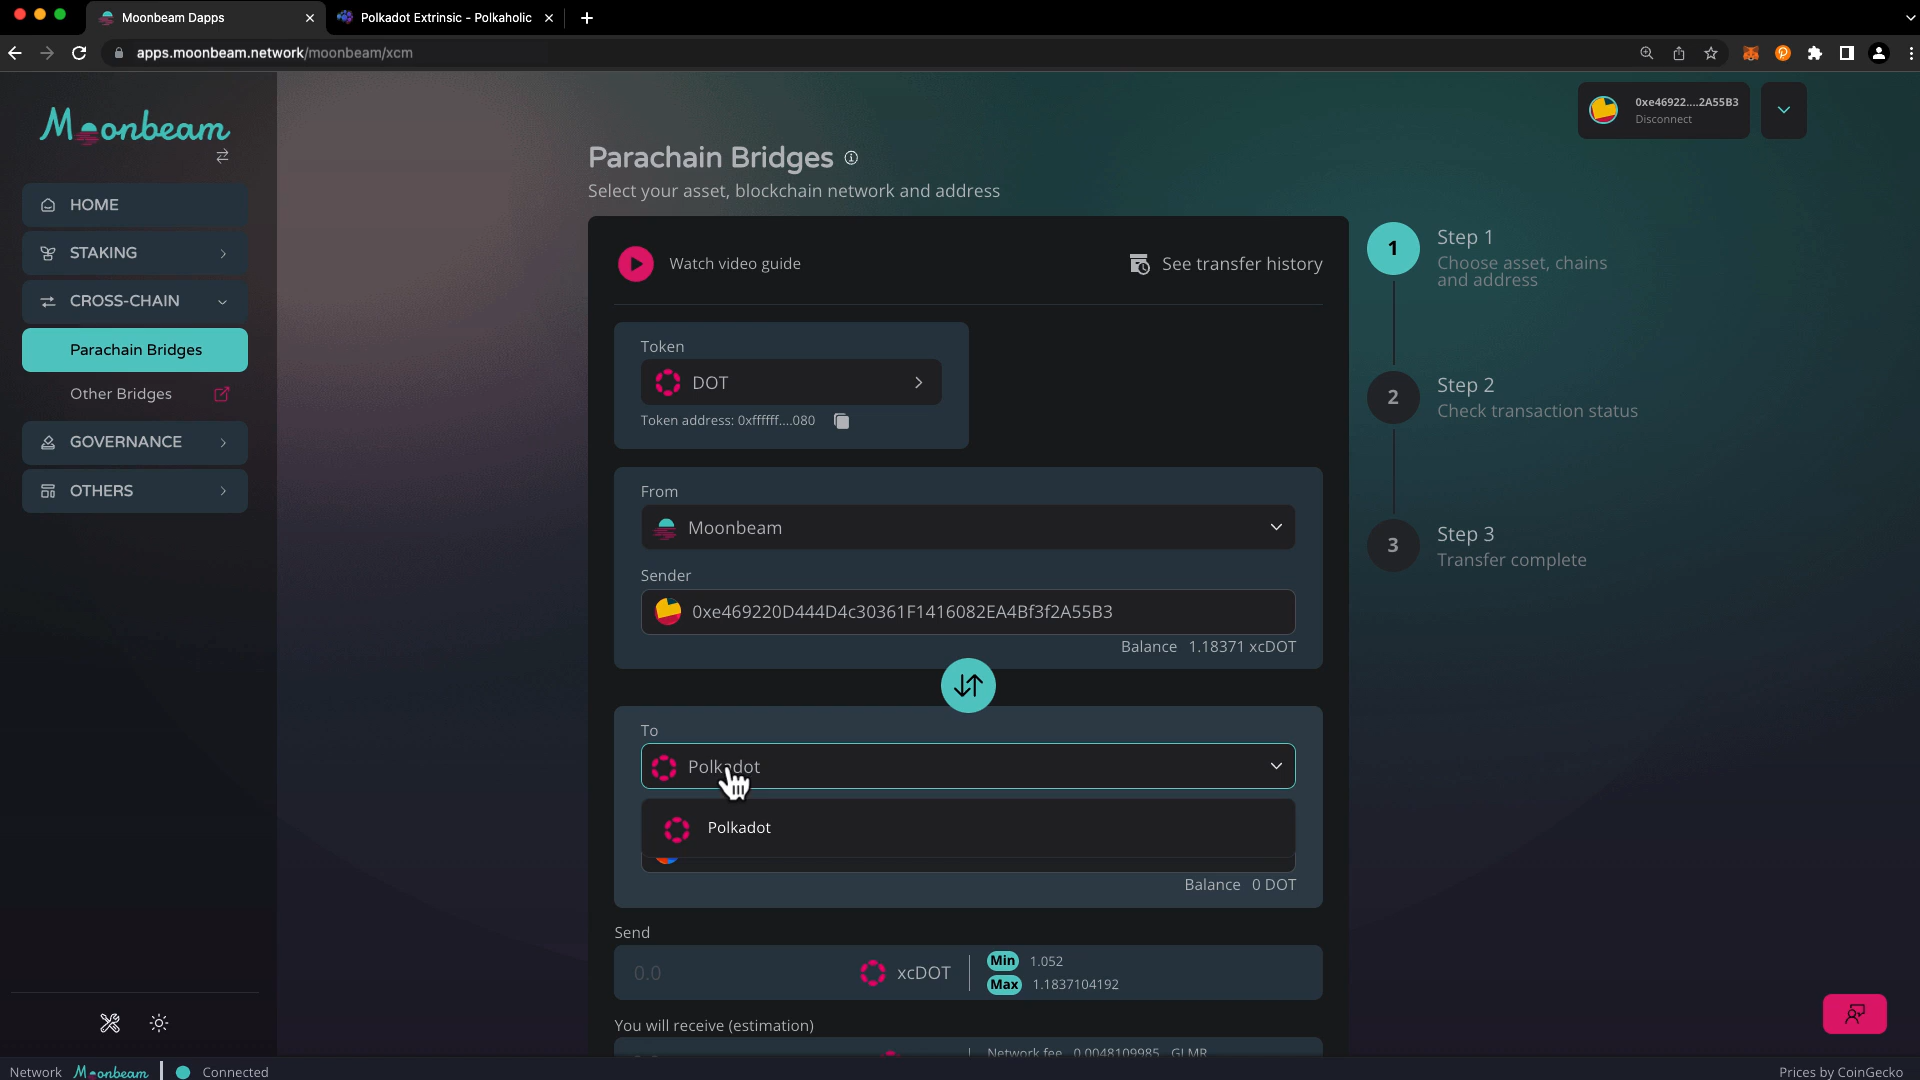 Moonbeam Dapps
Polkadot Extrinsic - Polkaholic
apps.moonbeam.network/moonbeam/xcm
Moonbeam
HOME
STAKING
CROSS-CHAIN
Parachain Bridges
Other Bridges
GOVERNANCE
OTHERS
0xe46922....2A55B3
Disconnect
Parachain Bridges
Select your asset, blockchain network and address
Watch video guide
See transfer history
Token
DOT
Token address: 0xffffff....080
From
Moonbeam
Sender
0xe469220D444D4c30361F1416082EA4Bf3f2A55B3
Balance 1.18371 xcDOT
To
Polkadot
Polkadot
Balance 0 DOT
Send
0.0
xcDOT
Min 1.052
Max 1.1837104192
You will receive (estimation)
Network fee 0.0048109985 GLMR
1
Step 1
Choose asset, chains
and address
2
Step 2
Check transaction status
3
Step 3
Transfer complete
Network Moonbeam Connected
Prices by CoinGecko